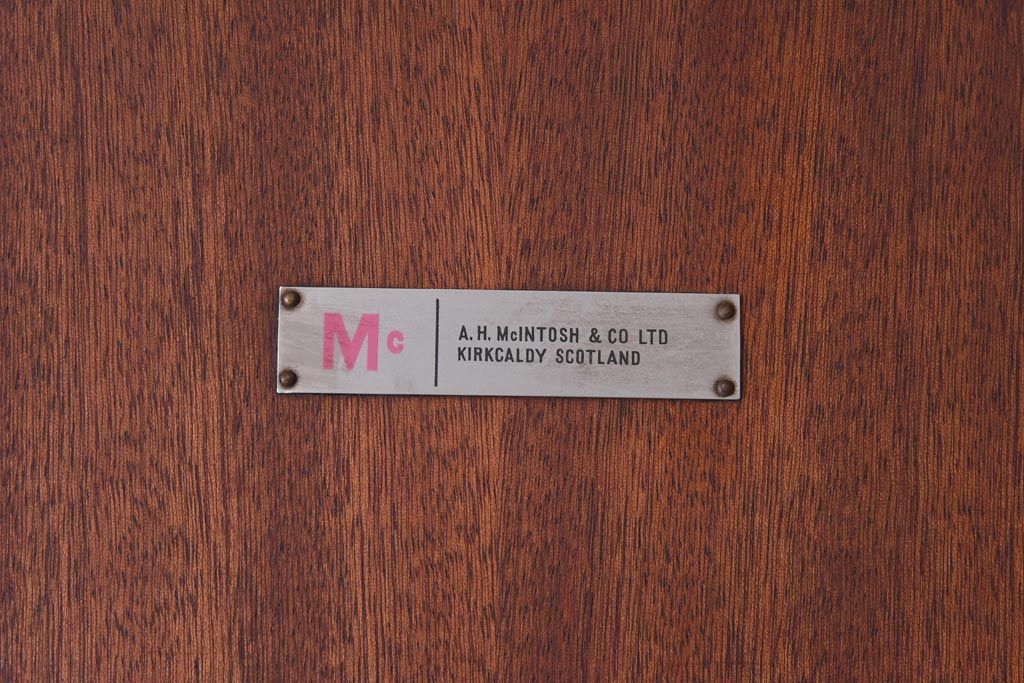 Mc
A. H. McINTOSH & CO LTD
KIRKCALDY SCOTLAND